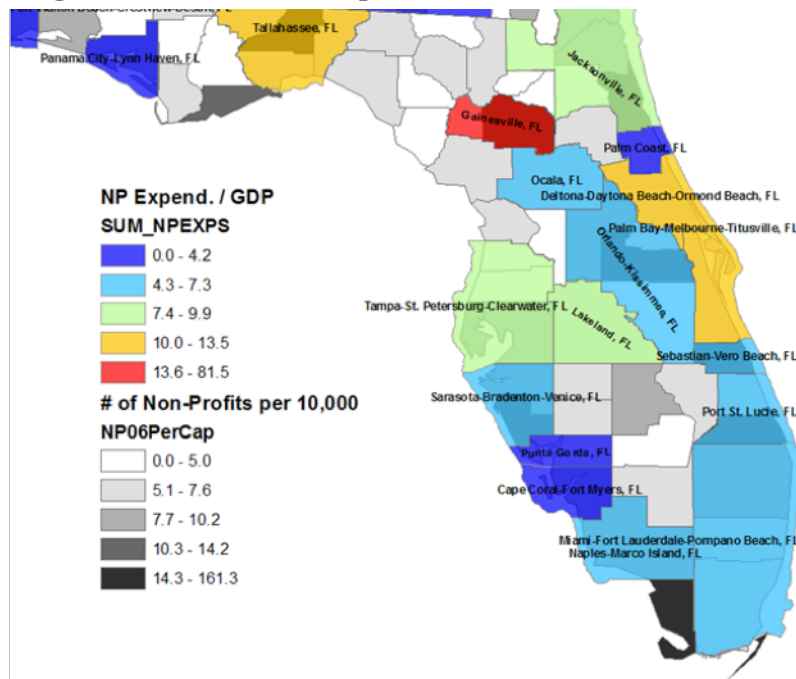 Tallahassee, FL
Panama City-Lynn Haven, FL
Jacksonville, FL
Gainesville, FL
Palm Coast, FL
Ocala, FL
Deltona-Daytona Beach-Ormond Beach, FL
Palm Bay-Melbourne-Titusville, FL
Orlando-Kissimmee, FL
Tampa-St. Petersburg-Clearwater, FL
Lakeland, FL
Sebastian-Vero Beach, FL
Sarasota-Bradenton-Venice, FL
Port St. Lucie, FL
Punta Gorda, FL
Cape Coral-Fort Myers, FL
Miami-Fort Lauderdale-Pompano Beach, FL
Naples-Marco Island, FL
NP Expend. / GDP
SUM_NPEXPS
0.0 - 4.2
4.3 - 7.3
7.4 - 9.9
10.0 - 13.5
13.6 - 81.5
# of Non-Profits per 10,000
NP06PerCap
0.0 - 5.0
5.1 - 7.6
7.7 - 10.2
10.3 - 14.2
14.3 - 161.3